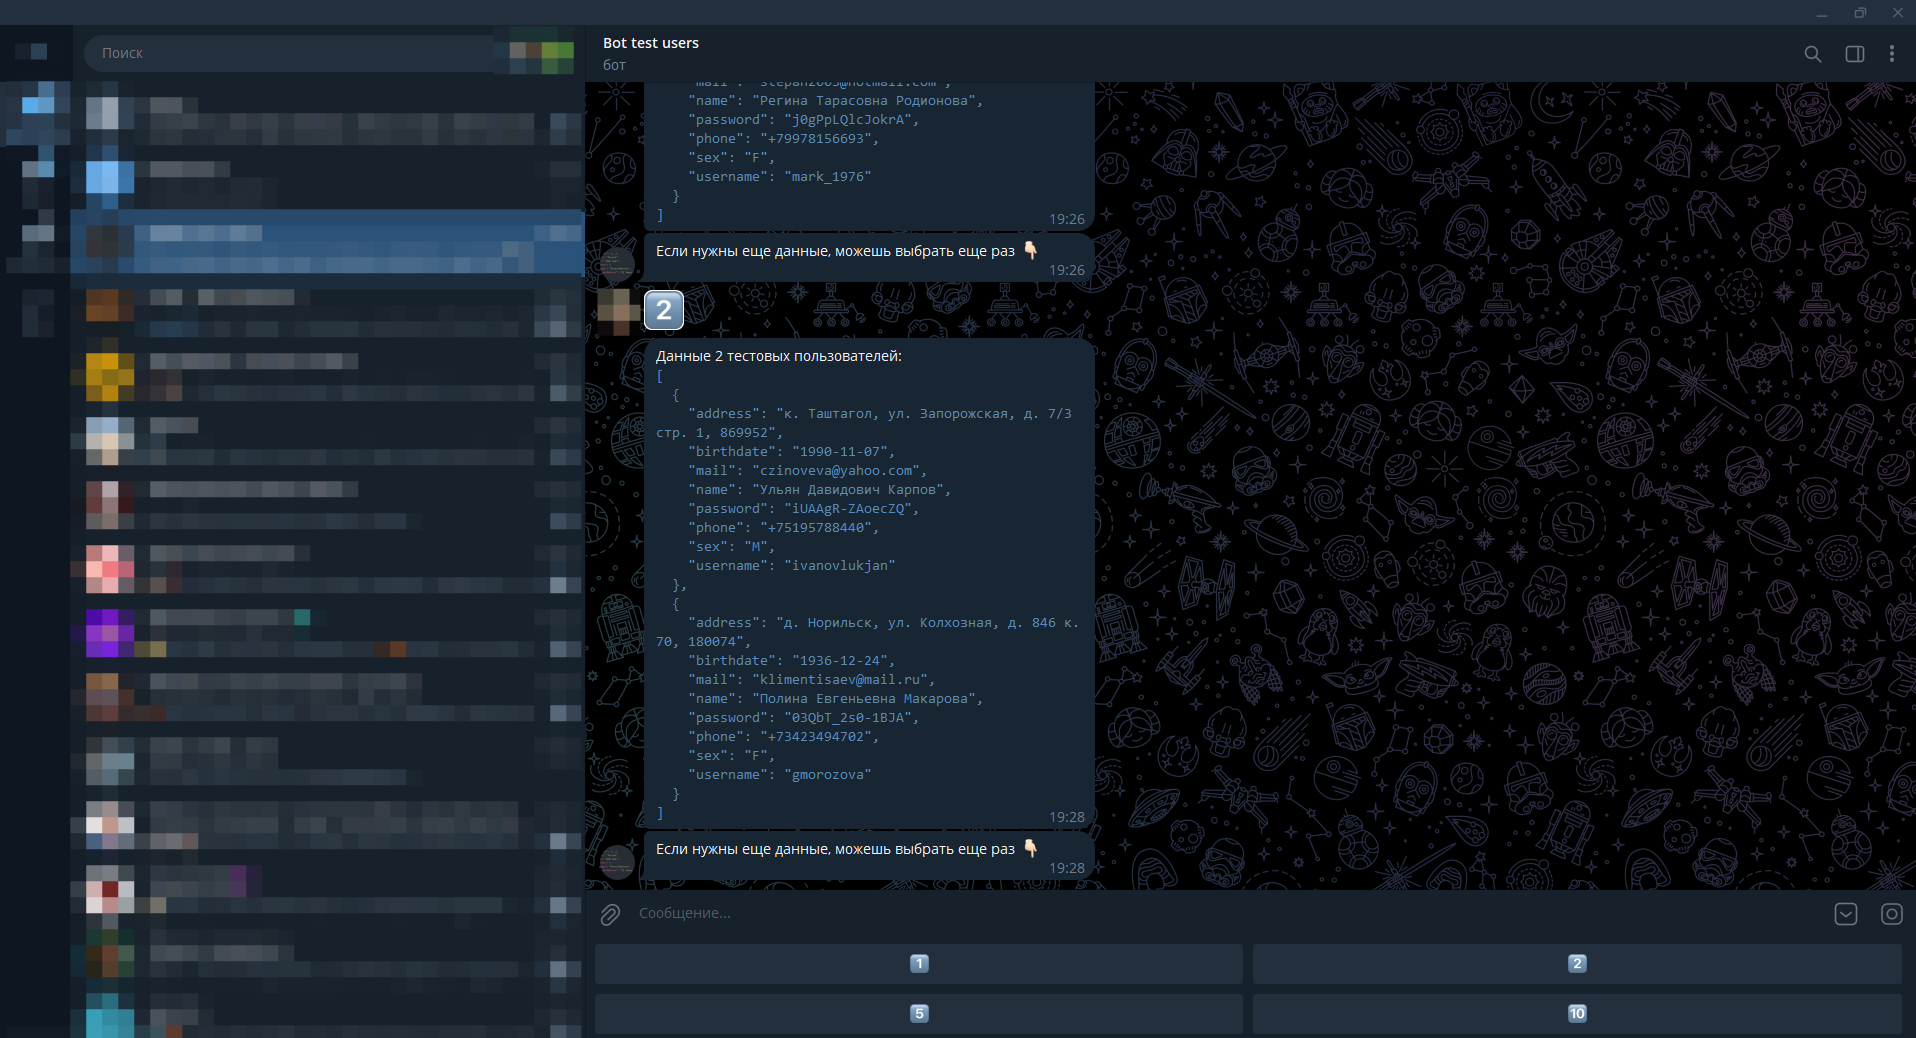 Поиск
Bot test users
бот
"mail": "stepan2005@hotmail.com",
"name": "Регина Тарасовна Родионова",
"password": "j0gPpLQlcJokrA",
"phone": "+79978156693",
"sex": "F",
"username": "mark_1976"
}
]
19:26
Если нужны еще данные, можешь выбрать еще раз 👇🏻
19:26
2
Данные 2 тестовых пользователей:
[
{
"address": "к. Таштагол, ул. Запорожская, д. 7/3
стр. 1, 869952",
"birthdate": "1990-11-07",
"mail": "czinoveva@yahoo.com",
"name": "Ульян Давидович Карпов",
"password": "iUAAgR-ZAoecZQ",
"phone": "+75195788440",
"sex": "M",
"username": "ivanovlukjan"
},
{
"address": "д. Норильск, ул. Колхозная, д. 846 к.
70, 180074",
"birthdate": "1936-12-24",
"mail": "klimentisaev@mail.ru",
"name": "Полина Евгеньевна Макарова",
"password": "03QbT_2s0-1BJA",
"phone": "+73423494702",
"sex": "F",
"username": "gmorozova"
}
]
19:28
Если нужны еще данные, можешь выбрать еще раз 👇🏻
19:28
Сообщение...
1
2
5
10